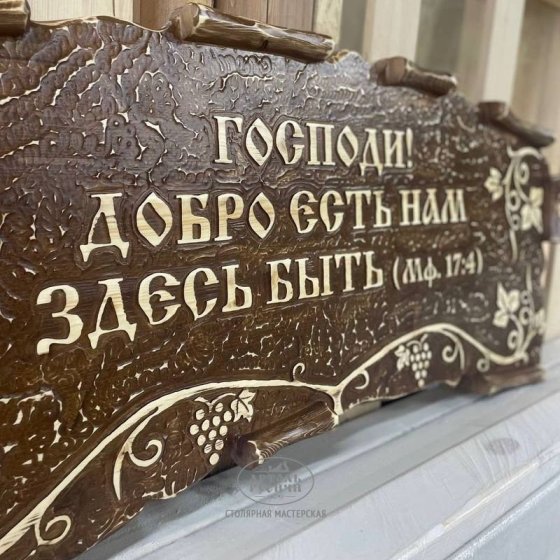 ГОСПОДИ!
ДОБРО ЕСТЬ НАМ
ЗДЕСЬ БЫТЬ (Мф. 17:4)
СТОЛЯРНАЯ МАСТЕРСКАЯ